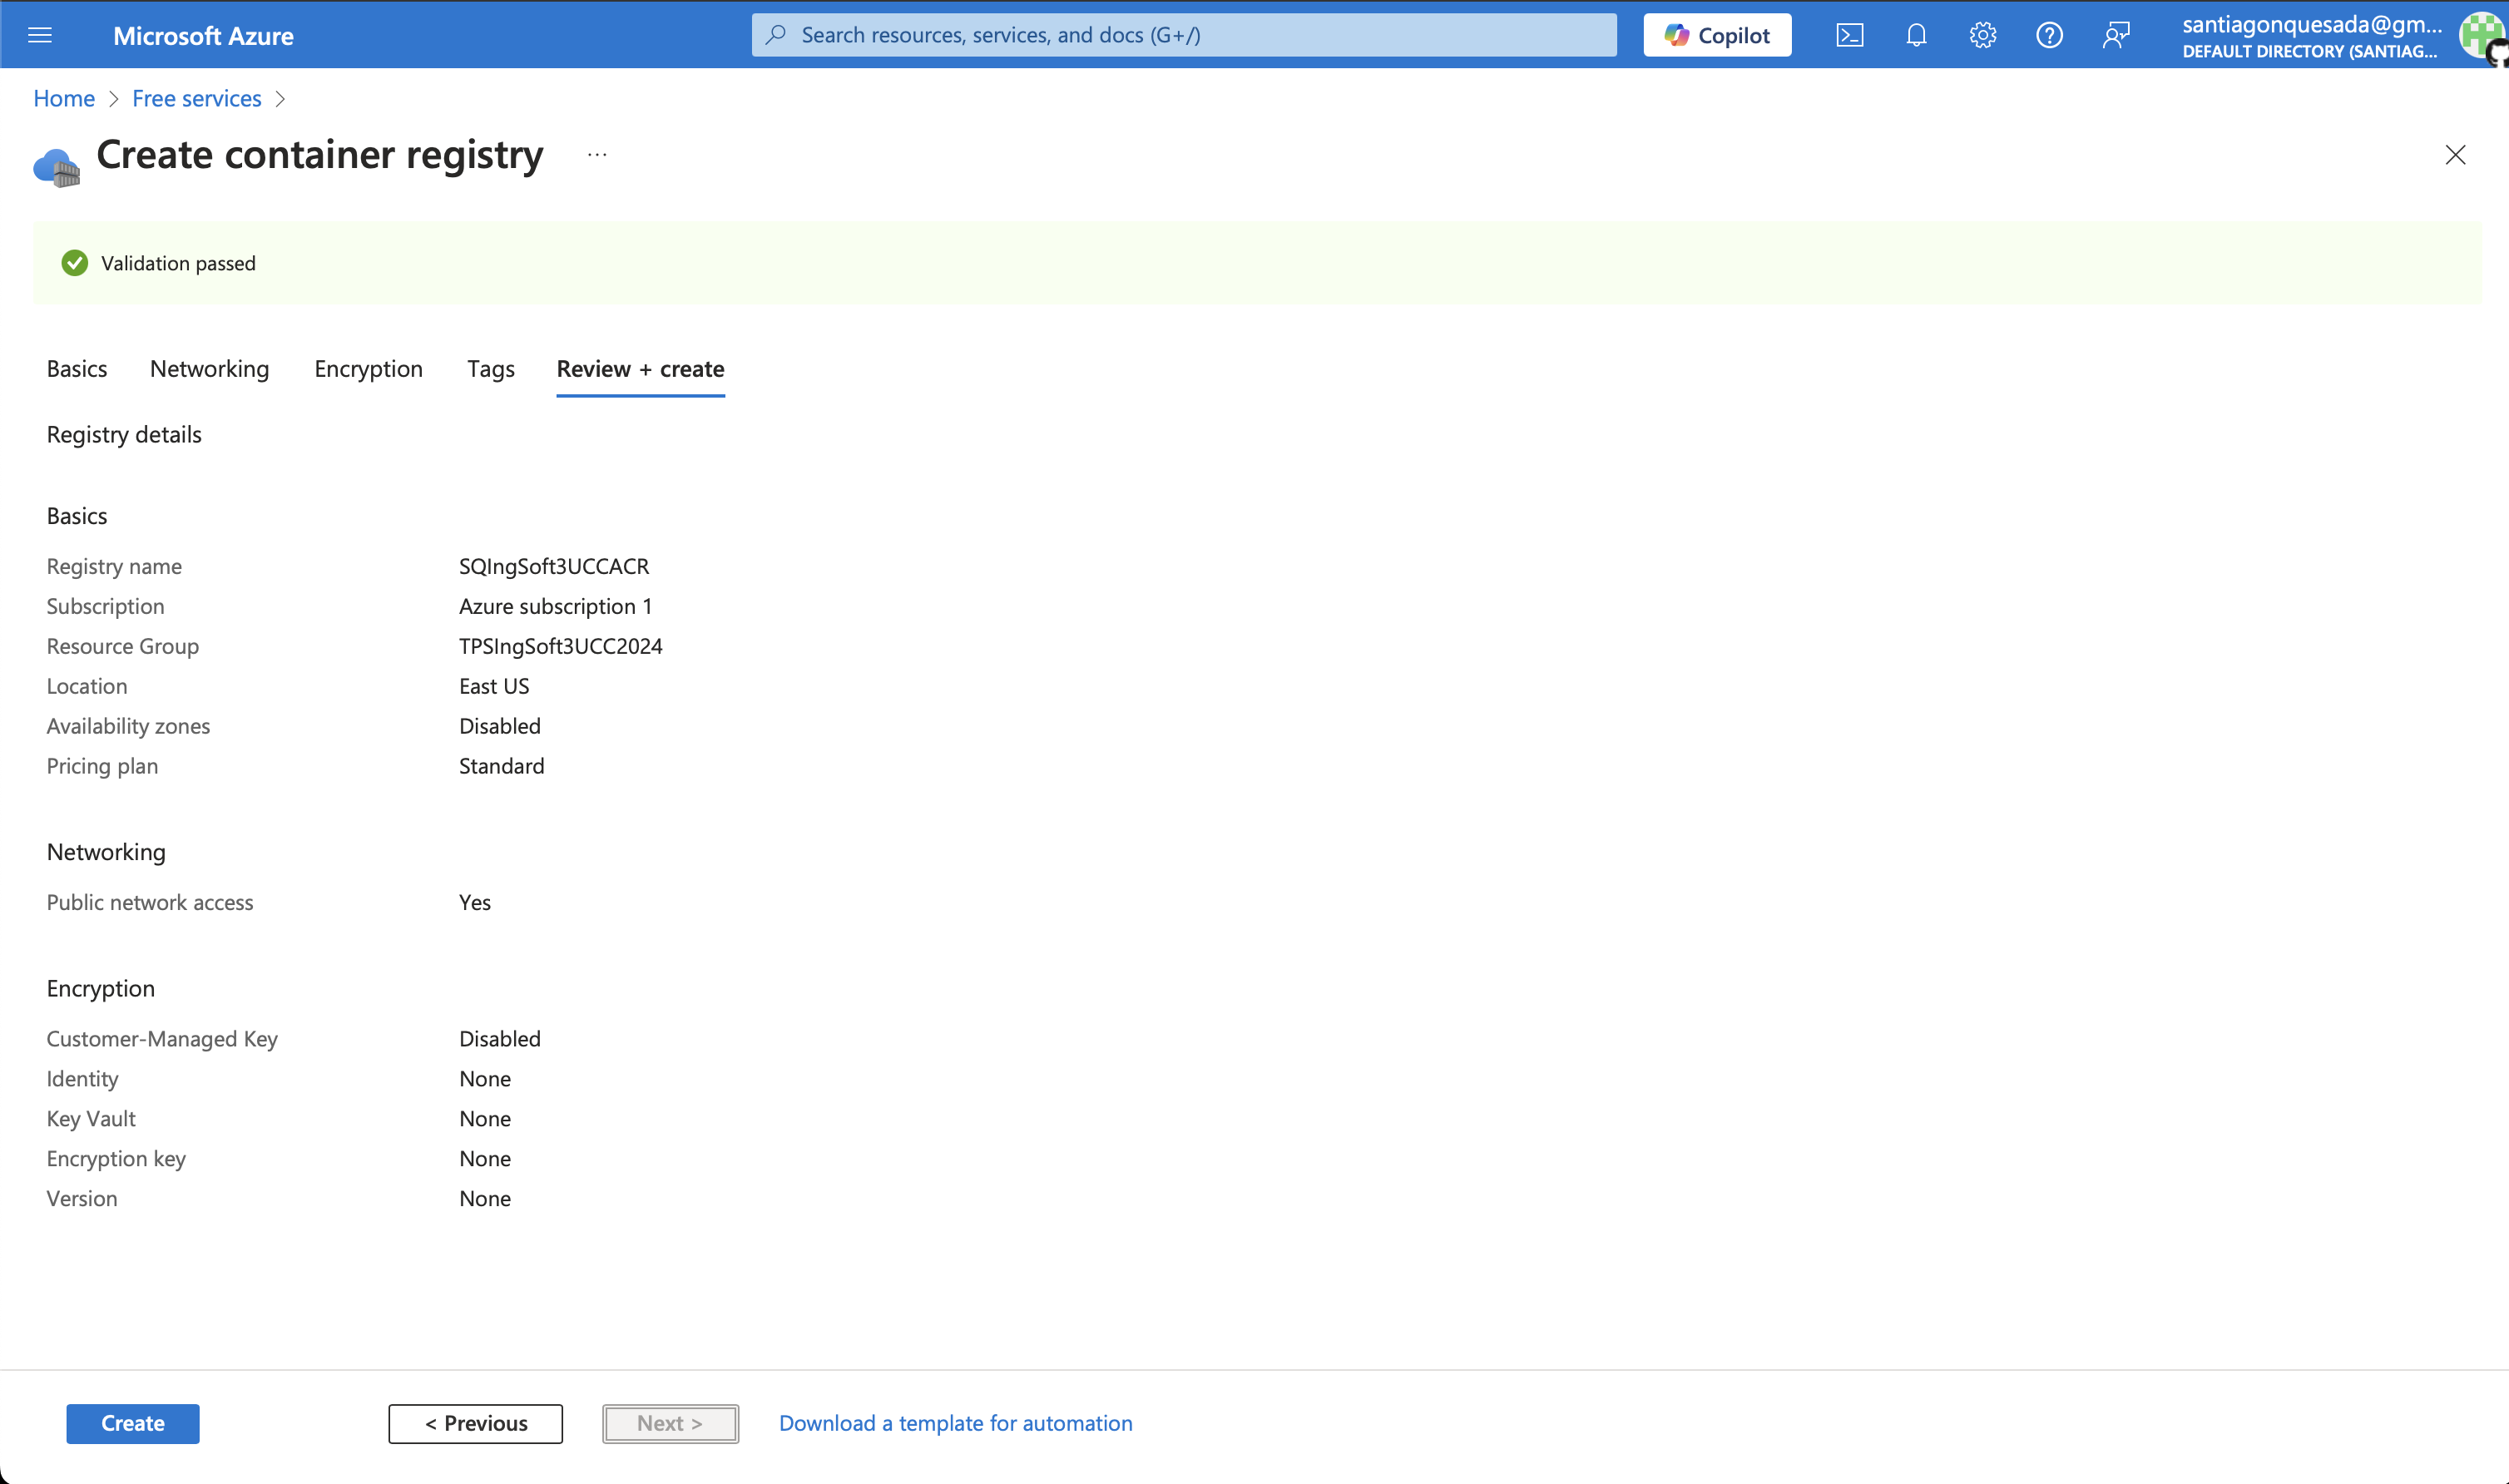 Microsoft Azure
Search resources, services, and docs (G+/)
Copilot
santiagonquesada@gm...
DEFAULT DIRECTORY (SANTIAG...
Home > Free services >
Create container registry ...
Validation passed
Basics Networking Encryption Tags Review + create
Registry details
Basics
Registry name SQIngSoft3UCCACR
Subscription Azure subscription 1
Resource Group TPSIngSoft3UCC2024
Location East US
Availability zones Disabled
Pricing plan Standard
Networking
Public network access Yes
Encryption
Customer-Managed Key Disabled
Identity None
Key Vault None
Encryption key None
Version None
Create < Previous Next > Download a template for automation